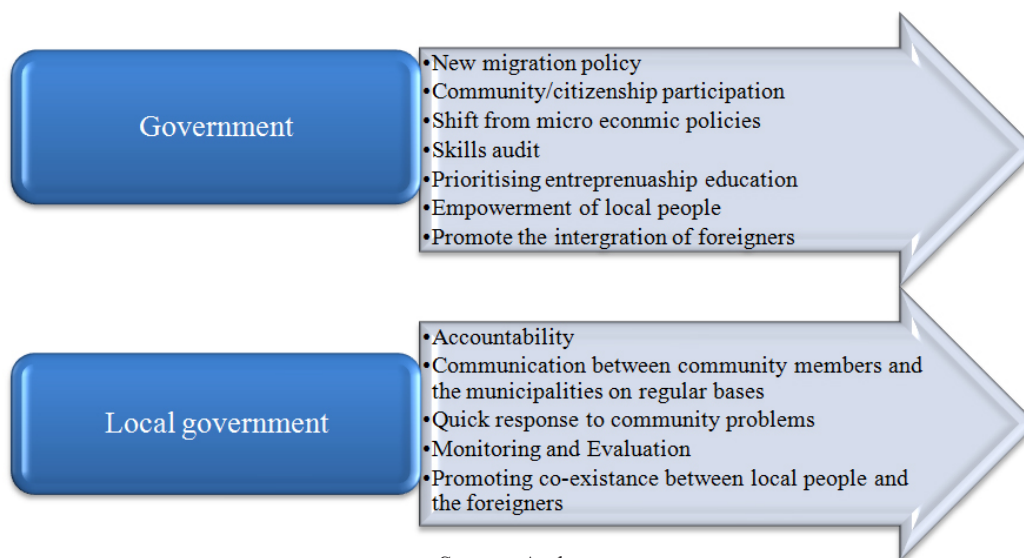 Government
•New migration policy
•Community/citizenship participation
•Shift from micro econmic policies
•Skills audit
•Prioritising entreprenuaship education
•Empowerment of local people
•Promote the intergration of foreigners
Local government
•Accountability
•Communication between community members and
the municipalities on regular bases
•Quick response to community problems
•Monitoring and Evaluation
•Promoting co-existance between local people and
the foreigners